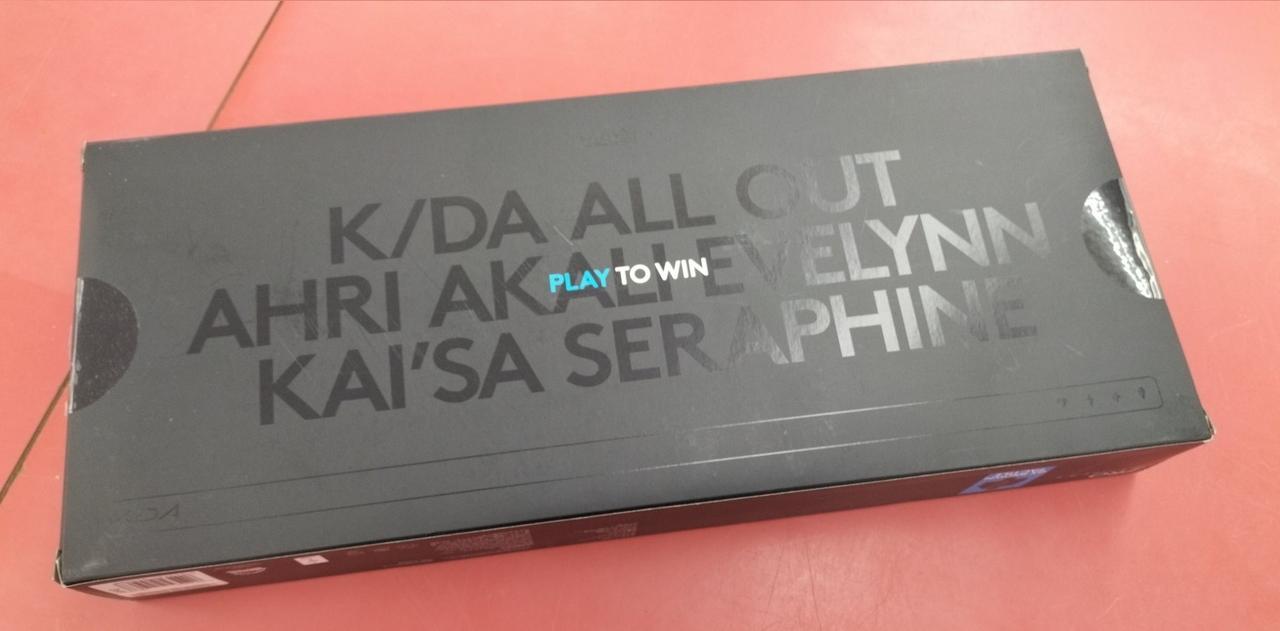 K/DA ALL OUT
AHRI AKALI EVELYNN
PLAY TO WIN
KAI'SA SERAPHINE